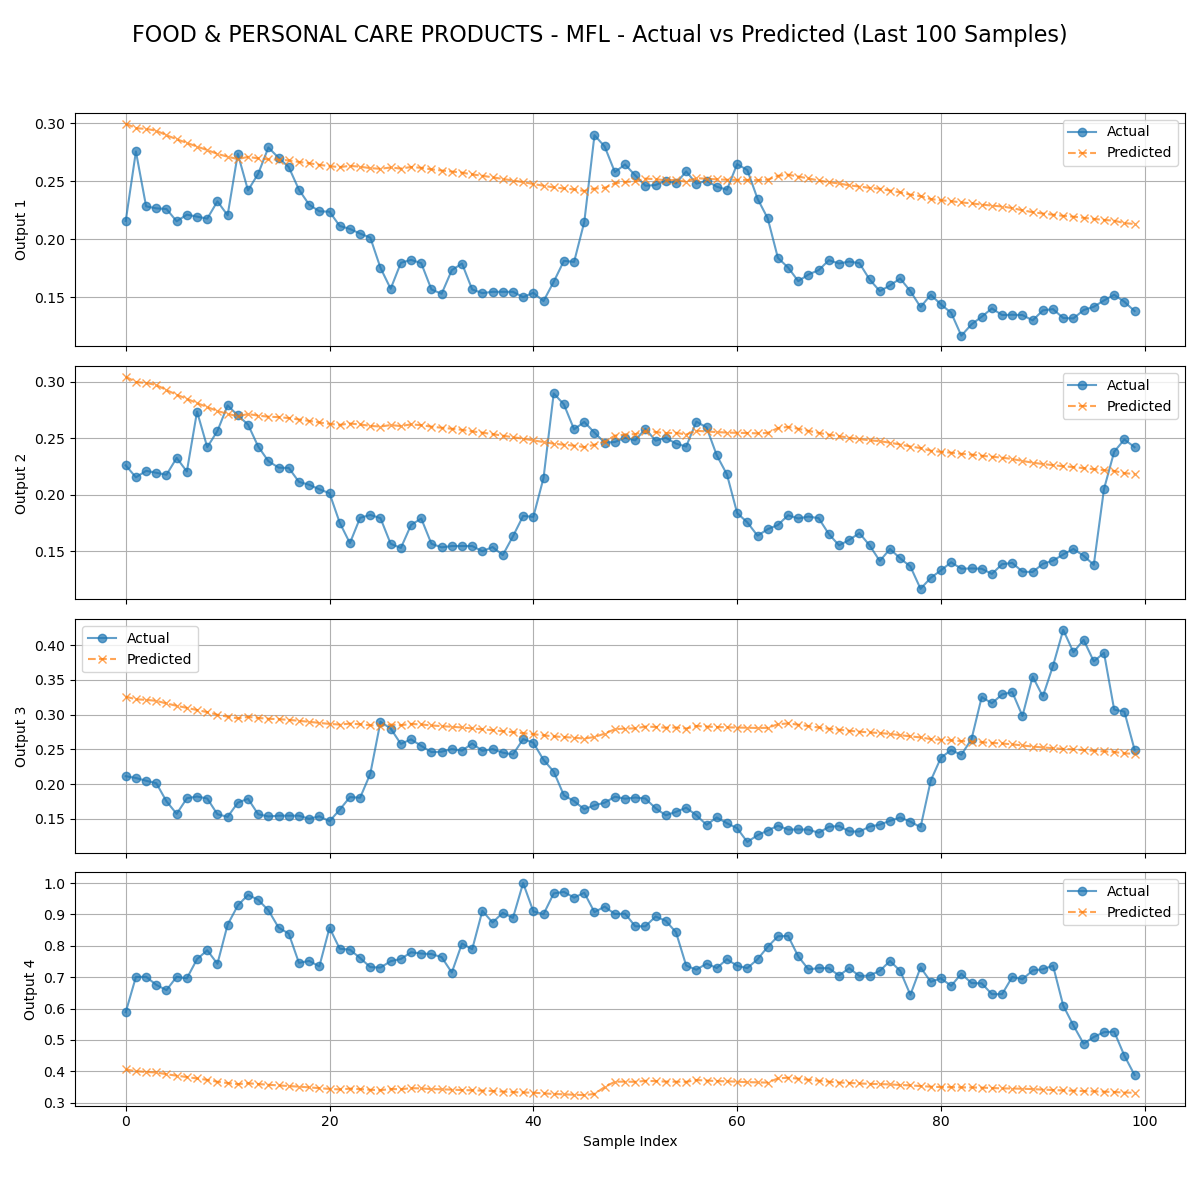 FOOD & PERSONAL CARE PRODUCTS - MFL - Actual vs Predicted (Last 100 Samples)
0.30
0.25
0.20
0.15
Output 1
Actual
Predicted
0.30
0.25
0.20
0.15
Output 2
Actual
Predicted
0.40
0.35
0.30
0.25
0.20
0.15
Output 3
Actual
Predicted
1.0
0.9
0.8
0.7
0.6
0.5
0.4
0.3
Output 4
Actual
Predicted
0 20 40 60 80 100
Sample Index